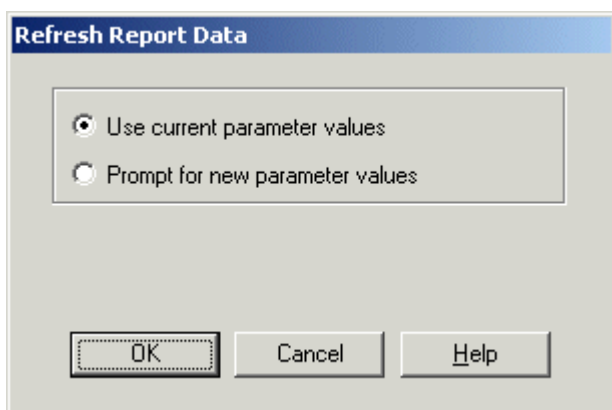 Refresh Report Data
Use current parameter values
Prompt for new parameter values
OK Cancel Help